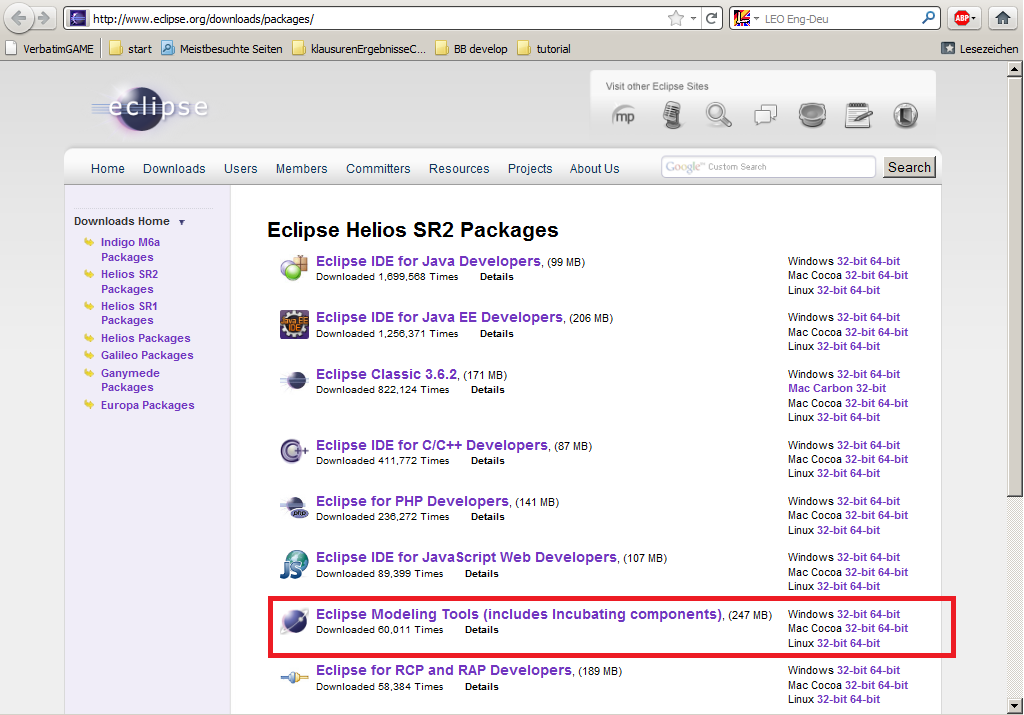 http://www.eclipse.org/downloads/packages/
LEO Eng-Deu
ABP
VerbatimGAME
start
Meistbesuchte Seiten
klausurenErgebnisseC...
BB develop
tutorial
Lesezeichen
eclipse
Visit other Eclipse Sites
mp
Home
Downloads
Users
Members
Committers
Resources
Projects
About Us
Google™ Custom Search
Search
Downloads Home
Indigo M6a
Packages
Helios SR2
Packages
Helios SR1
Packages
Helios Packages
Galileo Packages
Ganymede
Packages
Europa Packages
Eclipse Helios SR2 Packages
Eclipse IDE for Java Developers, (99 MB)
Downloaded 1,699,568 Times Details
Windows 32-bit 64-bit
Mac Cocoa 32-bit 64-bit
Linux 32-bit 64-bit
Java EE
IDE
Eclipse IDE for Java EE Developers, (206 MB)
Downloaded 1,256,371 Times Details
Windows 32-bit 64-bit
Mac Cocoa 32-bit 64-bit
Linux 32-bit 64-bit
Eclipse Classic 3.6.2, (171 MB)
Downloaded 822,124 Times Details
Windows 32-bit 64-bit
Mac Carbon 32-bit
Mac Cocoa 32-bit 64-bit
Linux 32-bit 64-bit
C++
Eclipse IDE for C/C++ Developers, (87 MB)
Downloaded 411,772 Times Details
Windows 32-bit 64-bit
Mac Cocoa 32-bit 64-bit
Linux 32-bit 64-bit
php
Eclipse for PHP Developers, (141 MB)
Downloaded 236,272 Times Details
Windows 32-bit 64-bit
Mac Cocoa 32-bit 64-bit
Linux 32-bit 64-bit
JS
Eclipse IDE for JavaScript Web Developers, (107 MB)
Downloaded 89,399 Times Details
Windows 32-bit 64-bit
Mac Cocoa 32-bit 64-bit
Linux 32-bit 64-bit
Eclipse Modeling Tools (includes Incubating components), (247 MB)
Downloaded 60,011 Times Details
Windows 32-bit 64-bit
Mac Cocoa 32-bit 64-bit
Linux 32-bit 64-bit
Eclipse for RCP and RAP Developers, (189 MB)
Downloaded 58,384 Times Details
Windows 32-bit 64-bit
Mac Cocoa 32-bit 64-bit
Linux 32-bit 64-bit